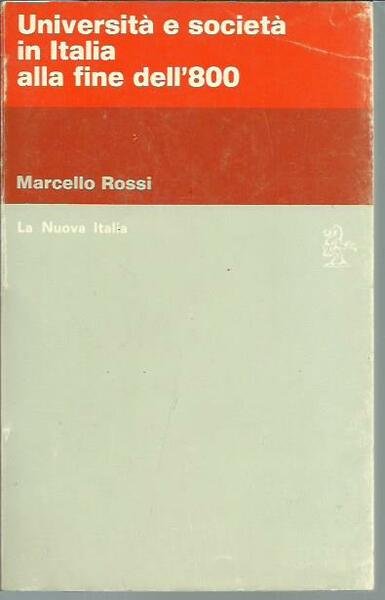 Università e società
in Italia
alla fine dell'800
Marcello Rossi
La Nuova Italia